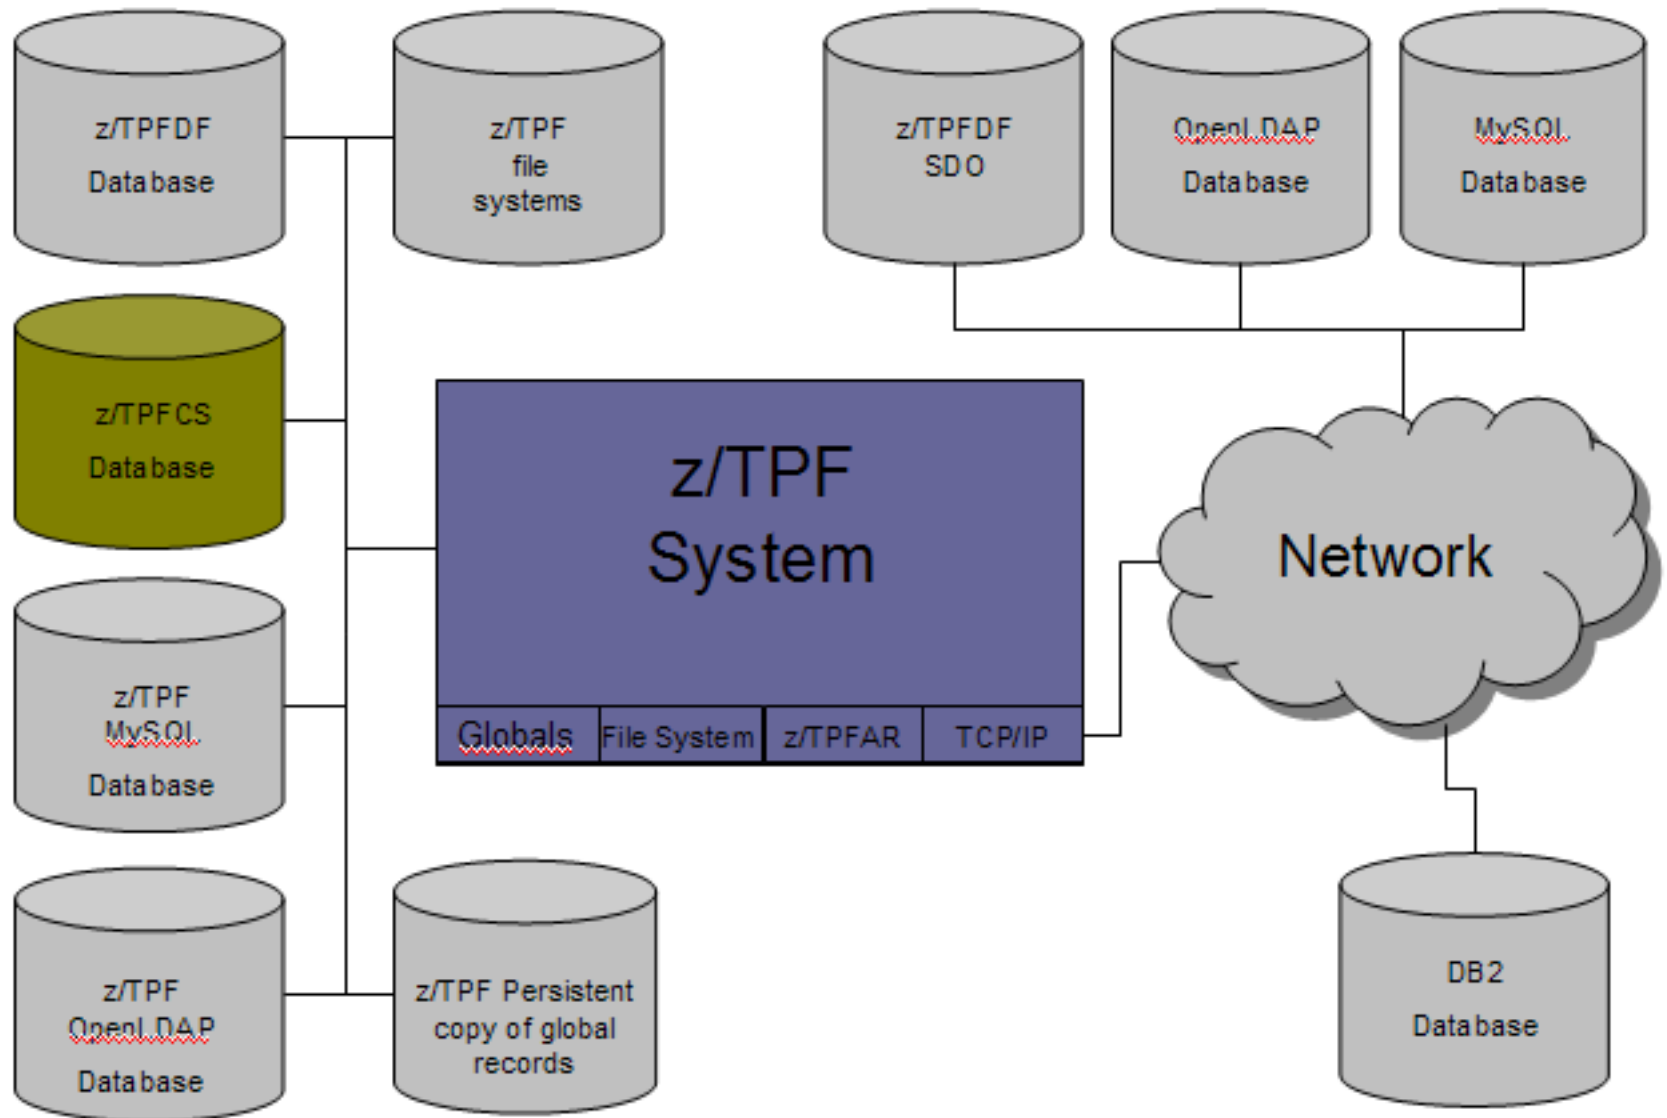 z/TPFDF
Database
z/TPF
file
systems
z/TPFDF
SDO
OpenLDAP
Database
MySQL
Database
z/TPFCS
Database
z/TPF
System
Globals
File System
z/TPFAR
TCP/IP
Network
z/TPF
MySQL
Database
z/TPF
OpenLDAP
Database
z/TPF Persistent
copy of global
records
DB2
Database